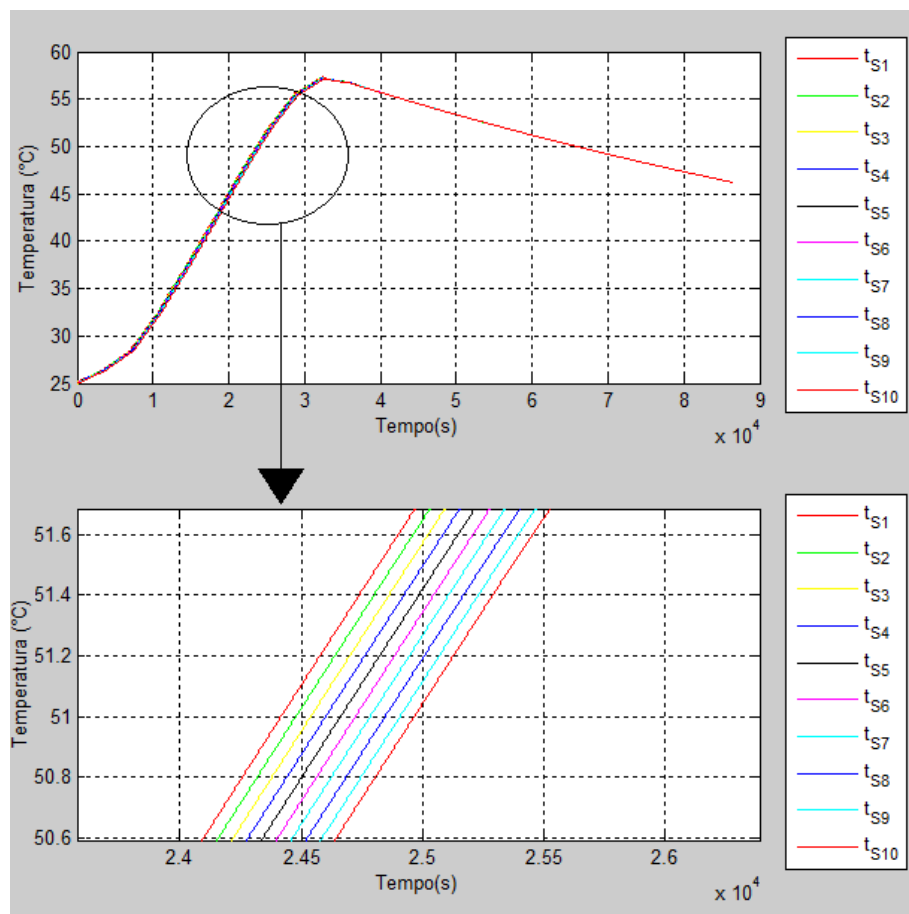 60
55
50
45
40
35
30
25
Temperatura (°C)
0 1 2 3 4 5 6 7 8 9
Tempo(s)
x 10^4
t_S1
t_S2
t_S3
t_S4
t_S5
t_S6
t_S7
t_S8
t_S9
t_S10
51.6
51.4
51.2
51
50.8
50.6
Temperatura (°C)
2.4 2.45 2.5 2.55 2.6
Tempo(s)
x 10^4
t_S1
t_S2
t_S3
t_S4
t_S5
t_S6
t_S7
t_S8
t_S9
t_S10